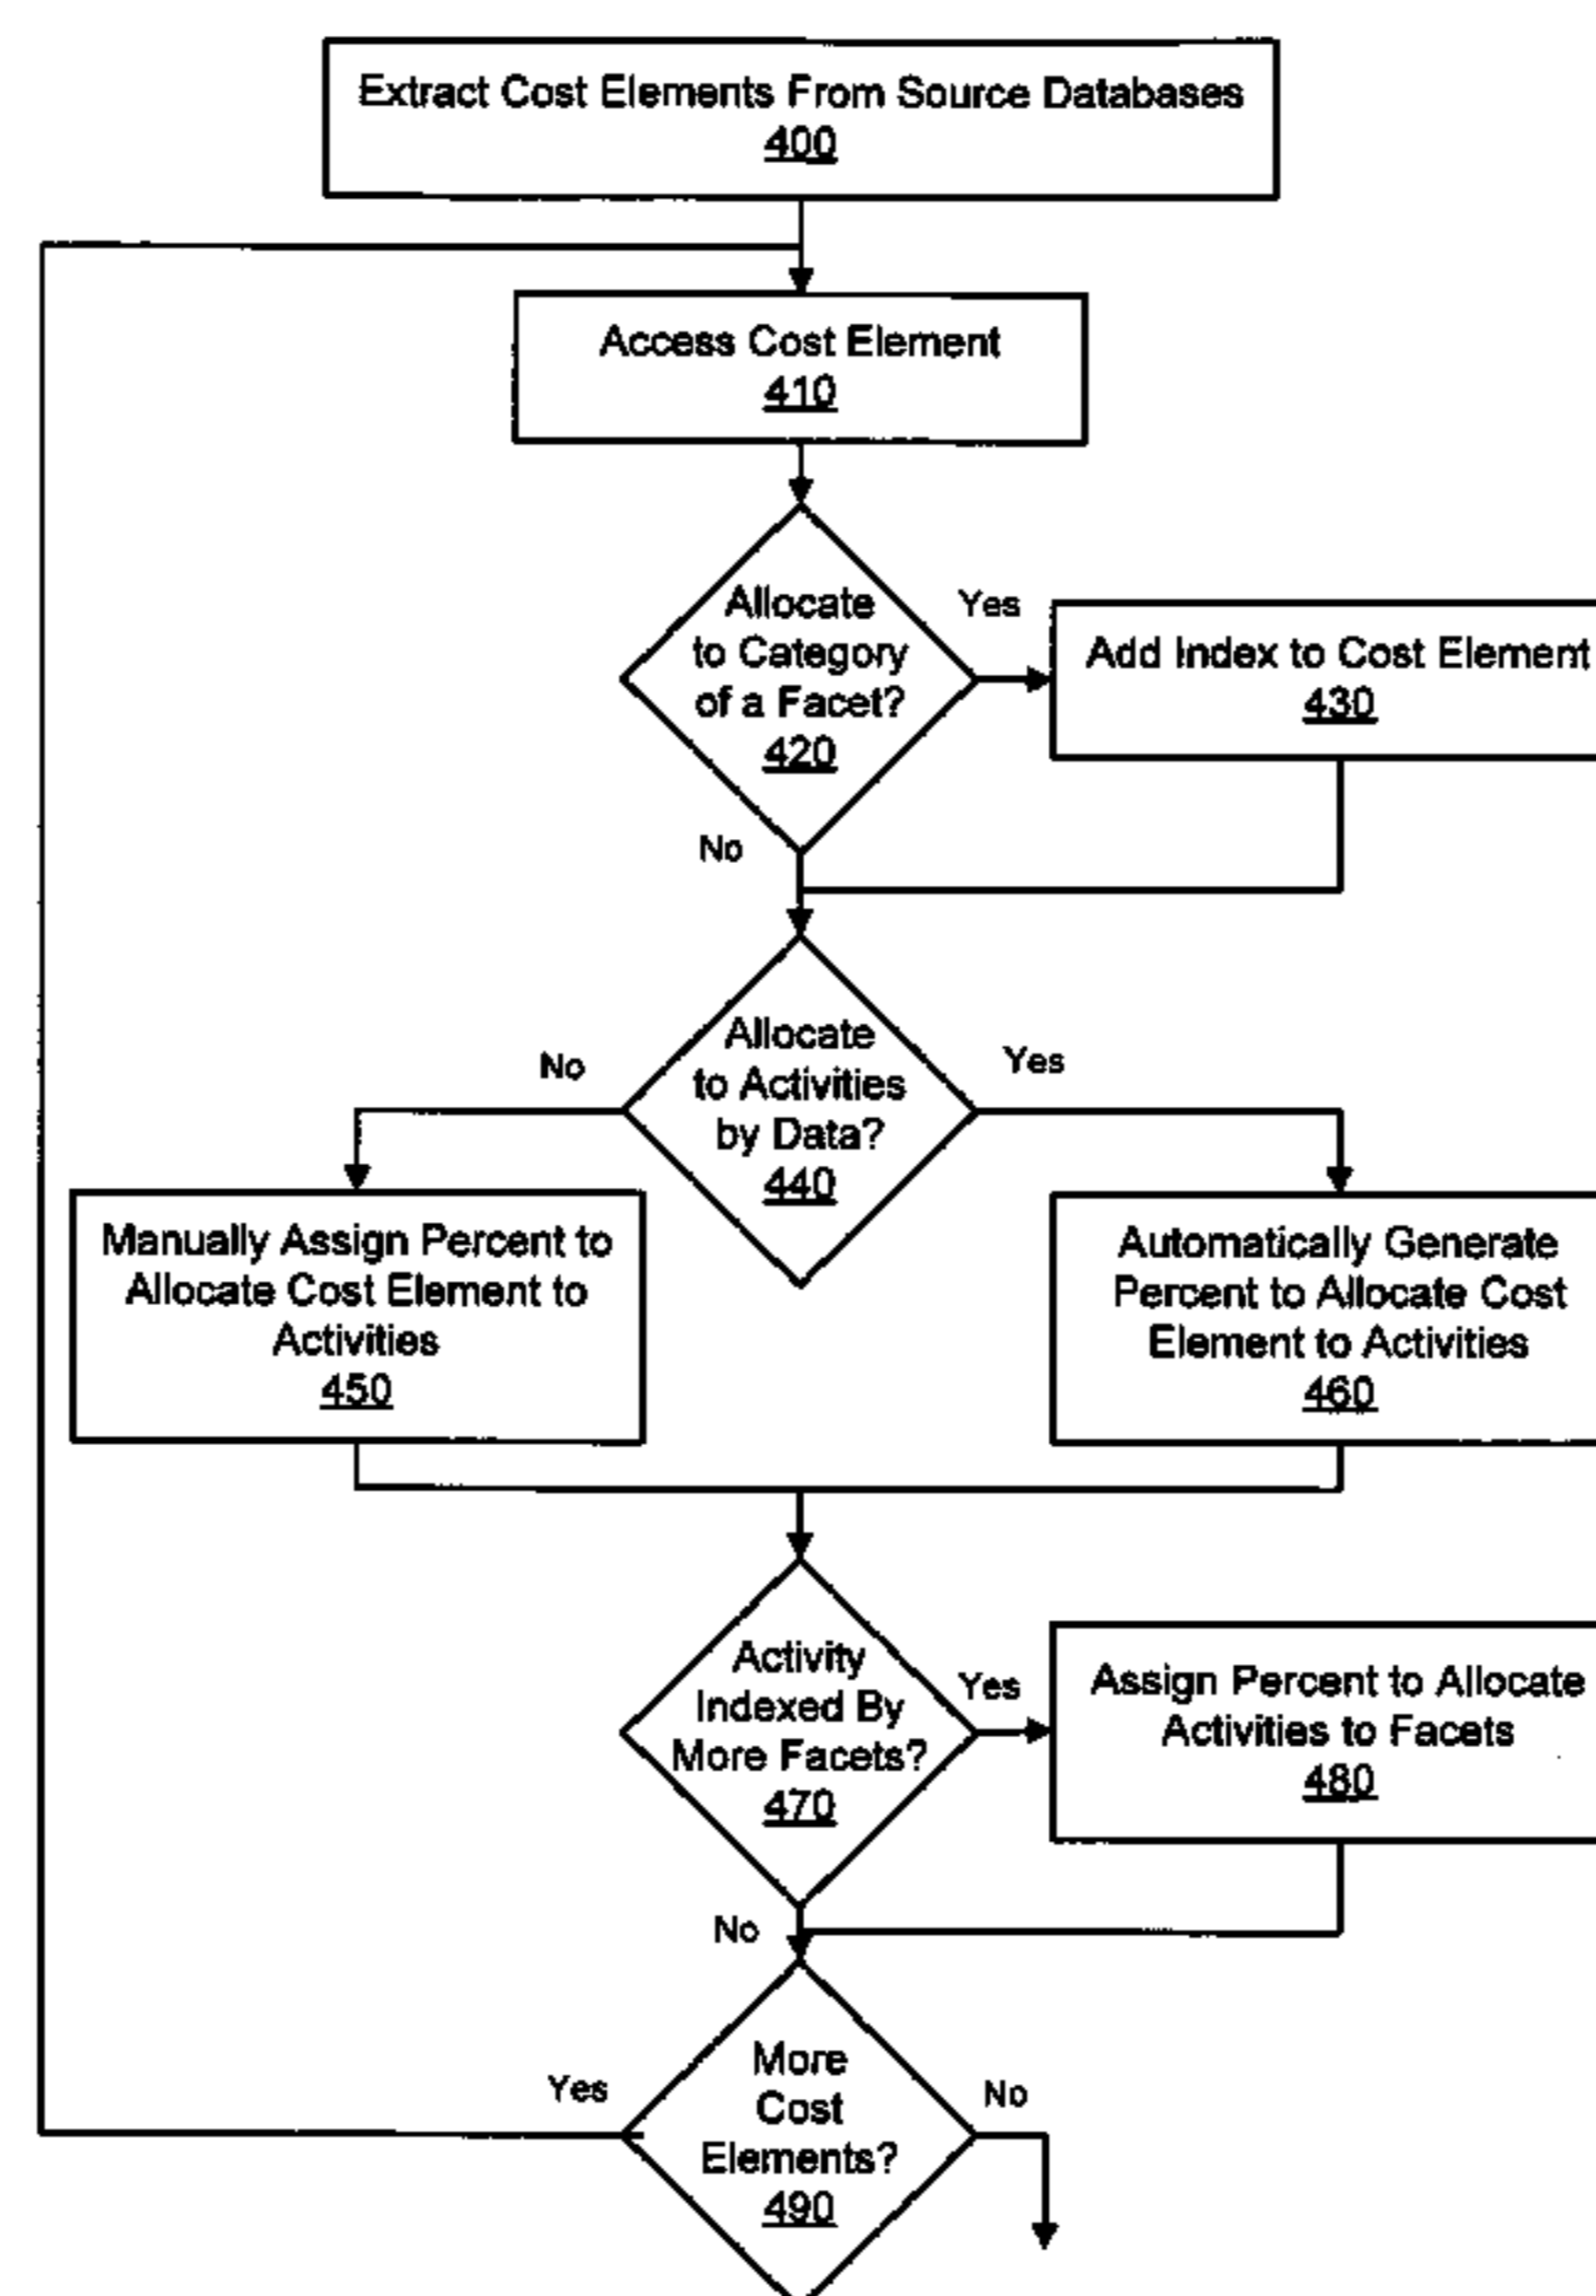 Extract Cost Elements From Source Databases
400
Access Cost Element
410
Allocate
to Category
of a Facet?
420
Yes
Add Index to Cost Element
430
No
Allocate
to Activities
by Data?
440
No
Yes
Manually Assign Percent to
Allocate Cost Element to
Activities
450
Automatically Generate
Percent to Allocate Cost
Element to Activities
460
Activity
Indexed By
More Facets?
470
Yes
Assign Percent to Allocate
Activities to Facets
480
No
More
Cost
Elements?
490
Yes
No